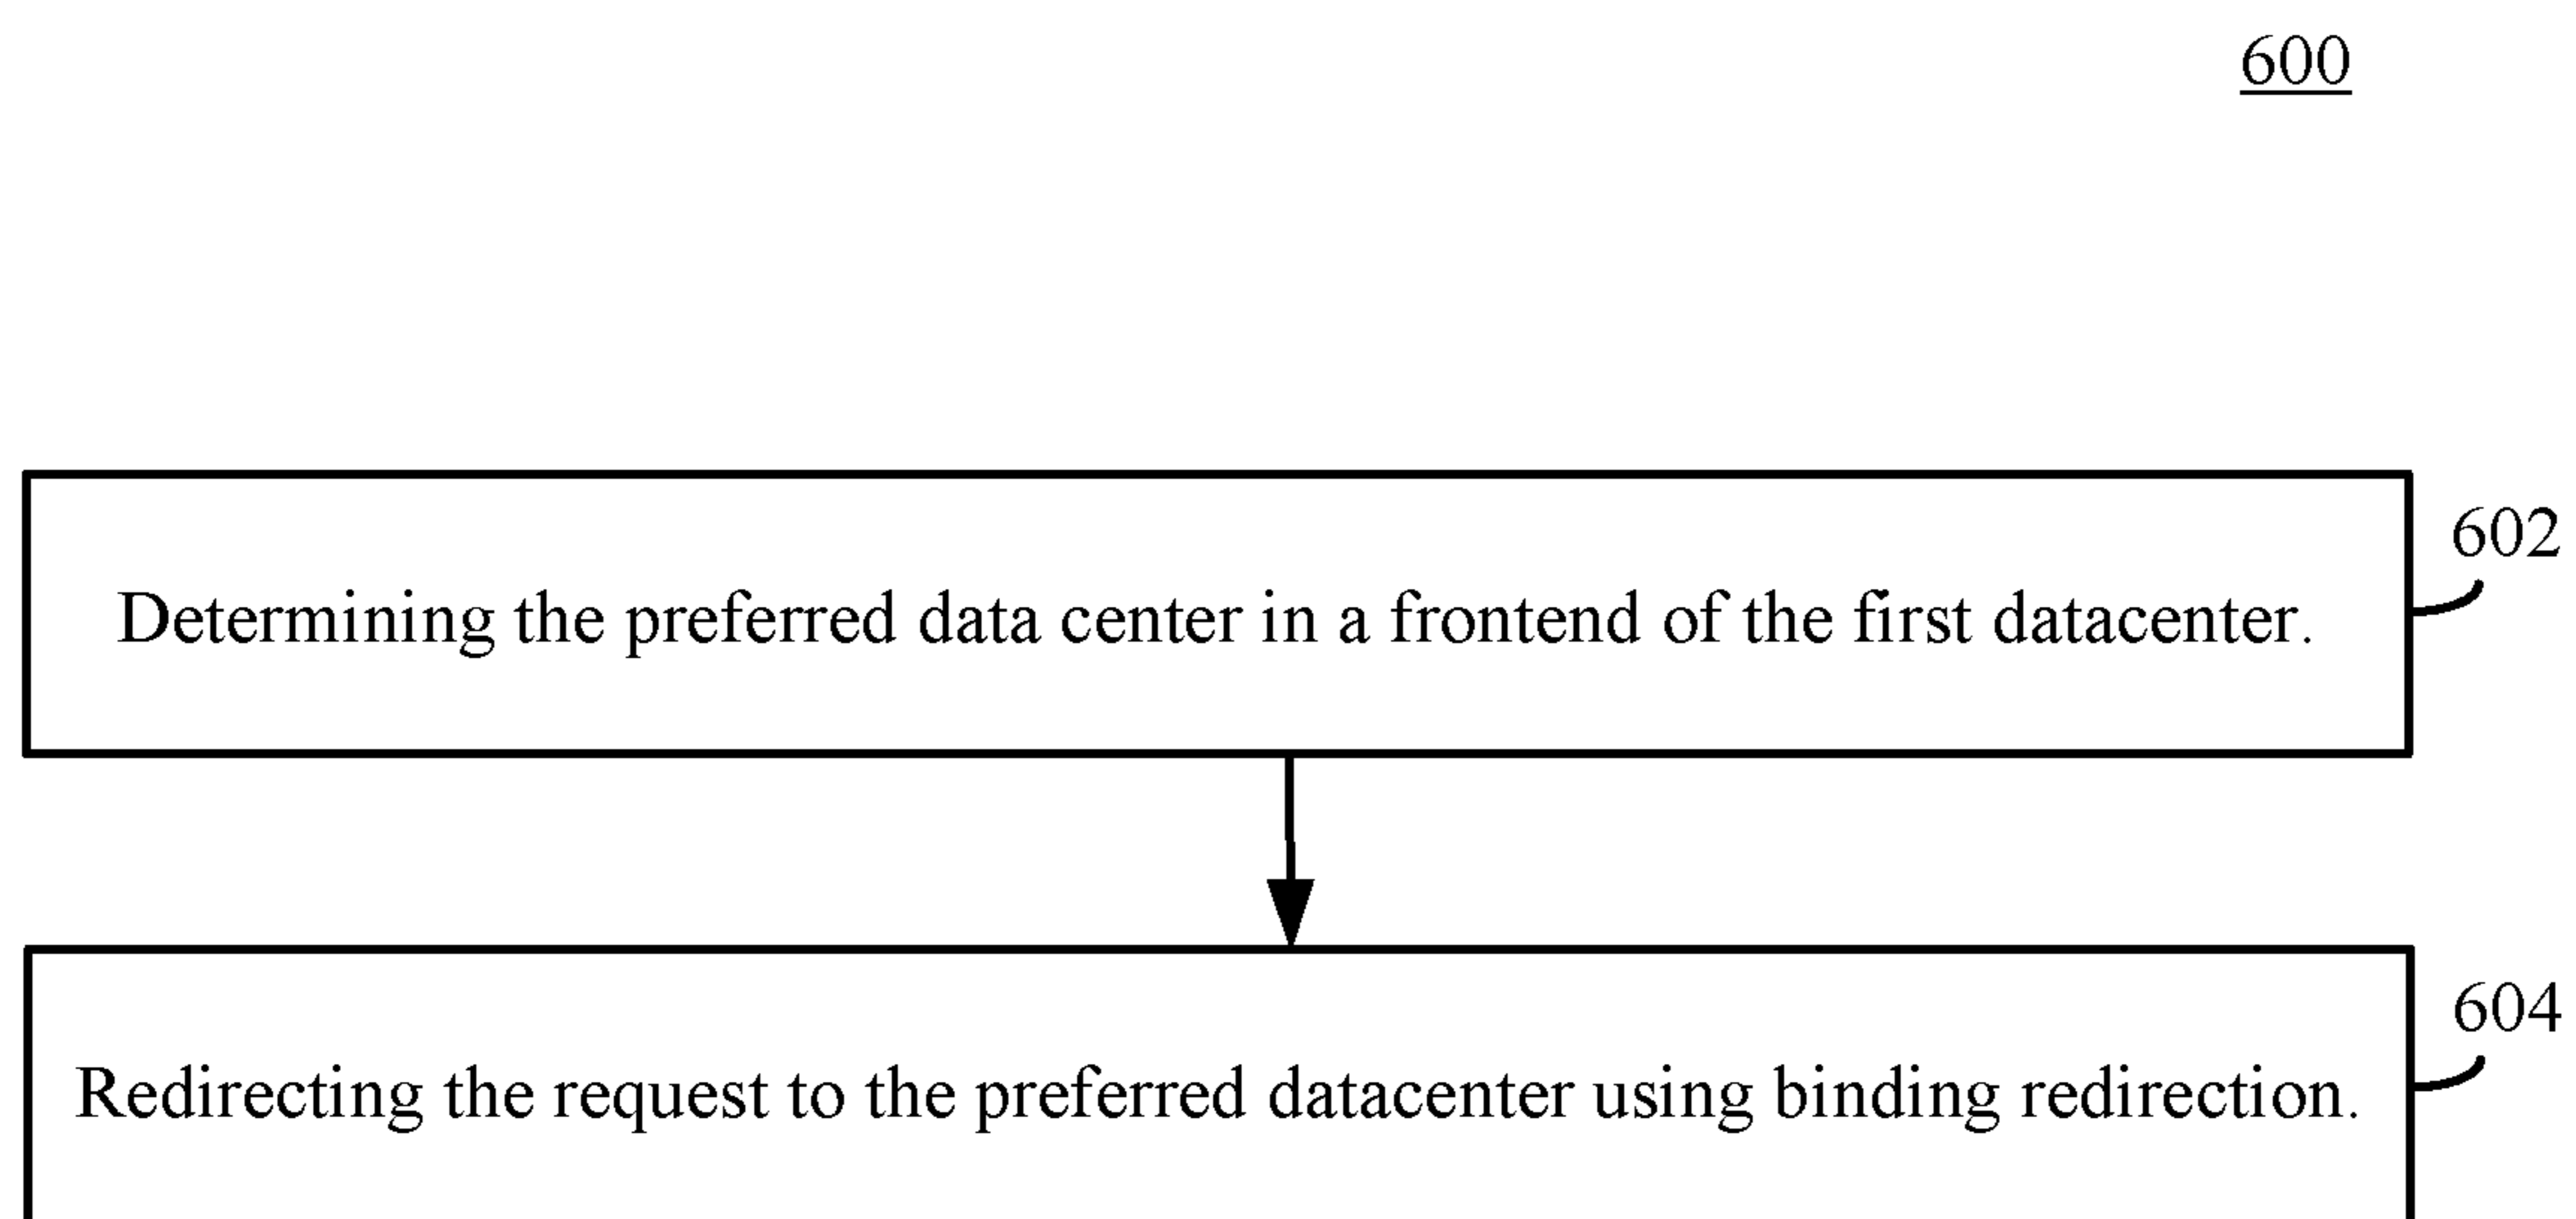 600
602
Determining the preferred data center in a frontend of the first datacenter.
604
Redirecting the request to the preferred datacenter using binding redirection.